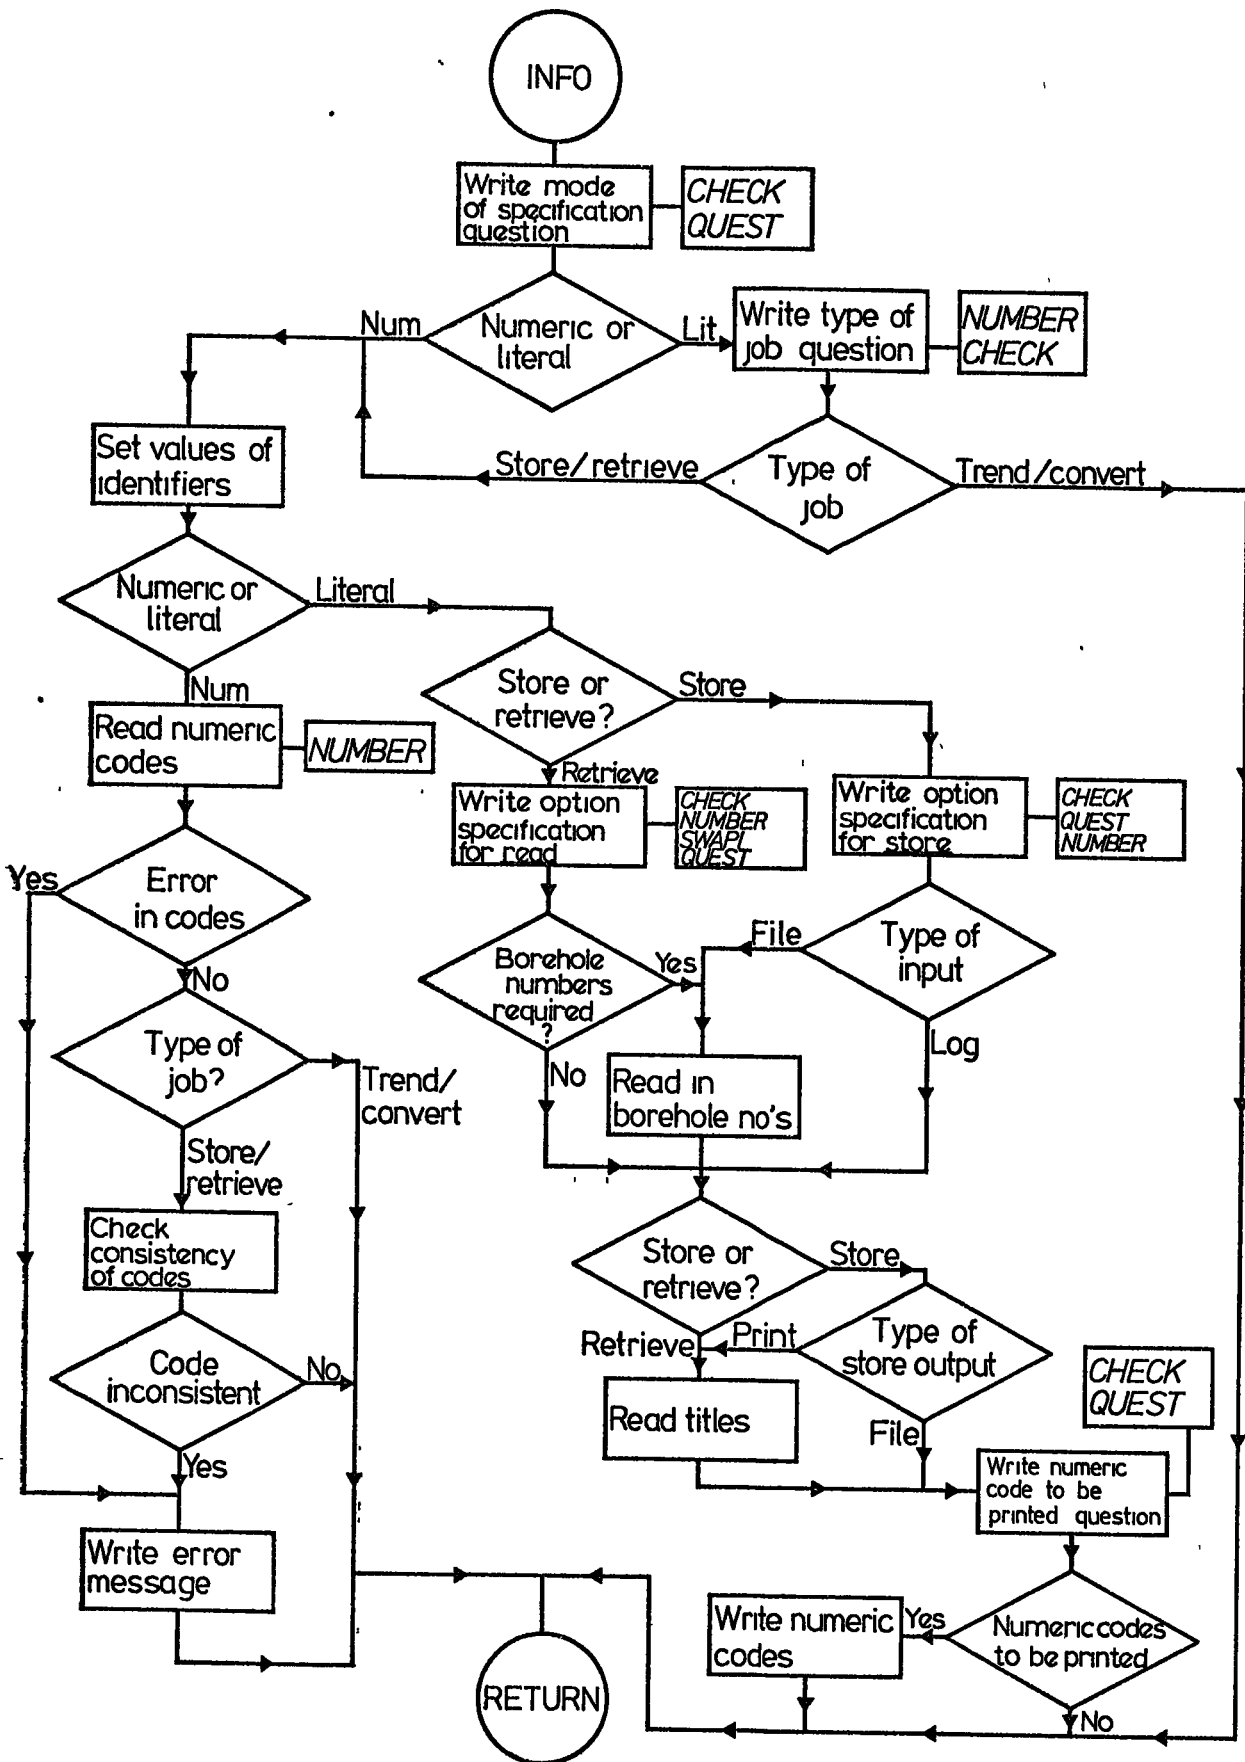 INFO
Write mode
of specification
question
CHECK
QUEST
Num
Numeric or
literal
Lit
Write type of
job question
NUMBER
CHECK
Set values of
identifiers
Store/retrieve
Type of
job
Trend/convert
Numeric or
literal
Literal
Num
Store or
retrieve?
Store
Read numeric
codes
NUMBER
Retrieve
Write option
specification
for read
CHECK
NUMBER
SWAPL
QUEST
Write option
specification
for store
CHECK
QUEST
NUMBER
Yes
Error
in codes
No
Borehole
numbers
required
?
Yes
File
Type of
input
Type of
job?
Trend/
convert
No
Read in
borehole no's
Log
Store/
retrieve
Check
consistency
of codes
Store or
retrieve?
Store
Code
inconsistent
No
Retrieve
Print
Type of
store output
CHECK
QUEST
Read titles
File
Yes
Write numeric
code to be
printed question
Write error
message
Write numeric
codes
Yes
Numeric codes
to be printed
RETURN
No